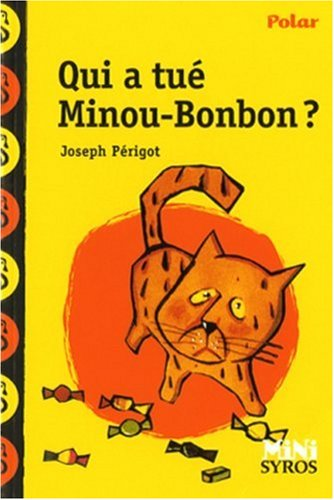 Polar
Qui a tué
Minou-Bonbon ?
Joseph Périgot
MiNi
SYROS